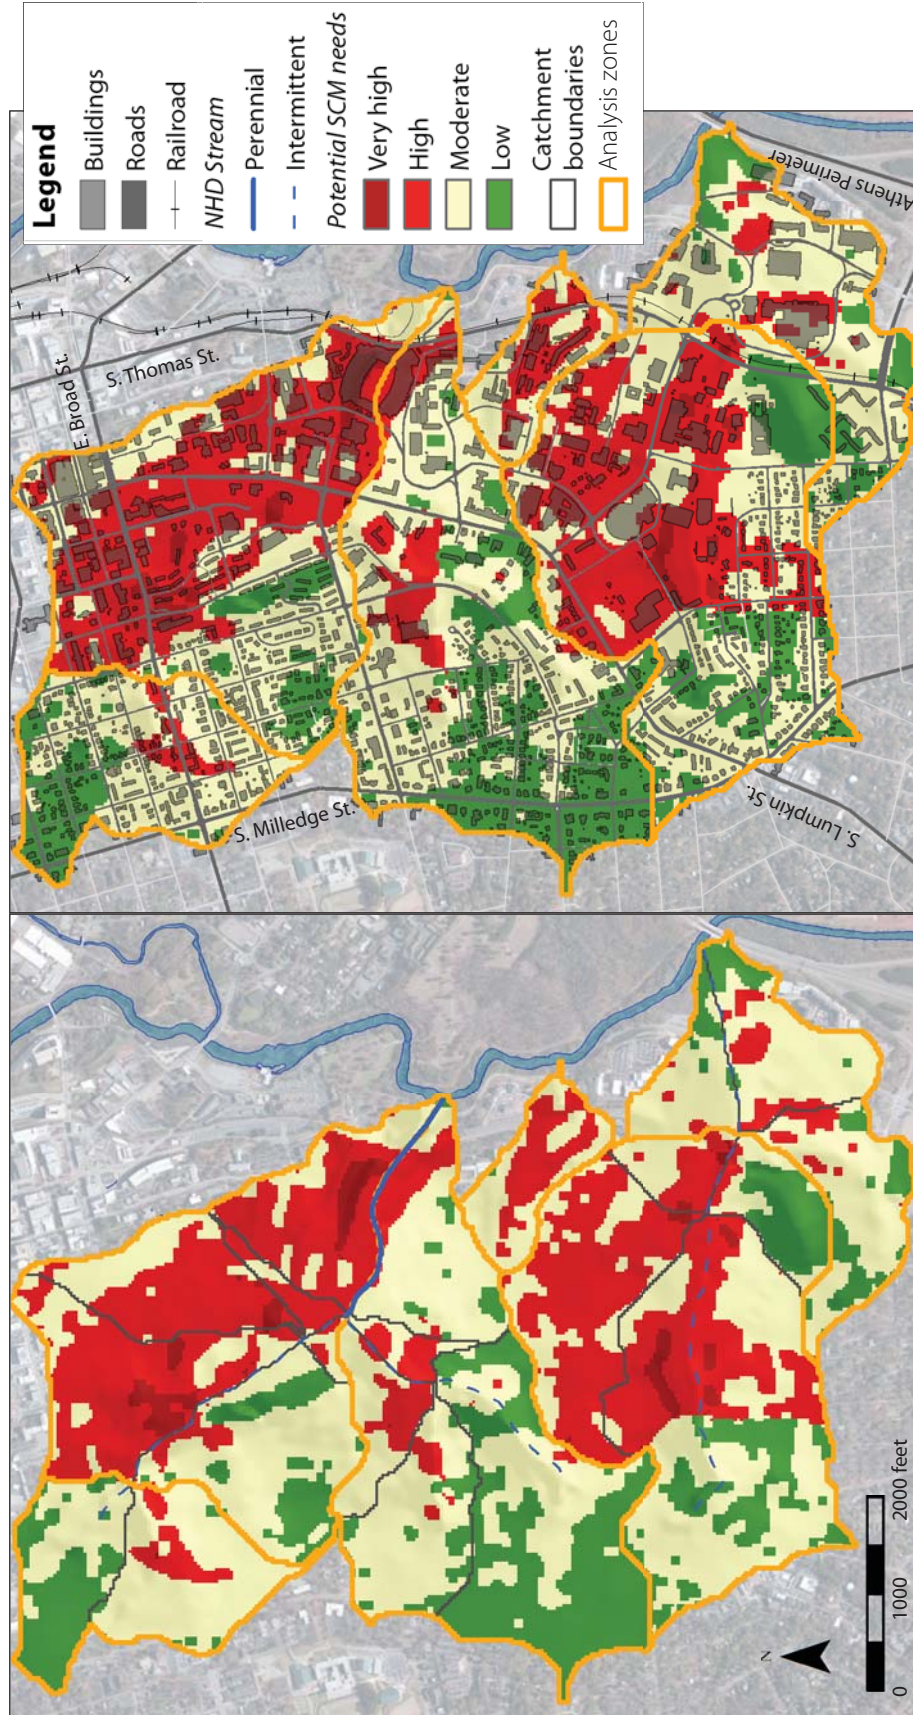 Legend
Buildings
Roads
Railroad
NHD Stream
Perennial
Intermittent
Potential SCM needs
Very high
High
Moderate
Low
Catchment
boundaries
Analysis zones
E. Broad St.
S. Thomas St.
S. Milledge St.
S. Lumpkin St.
Athens Perimeter
N
0 1000 2000 feet